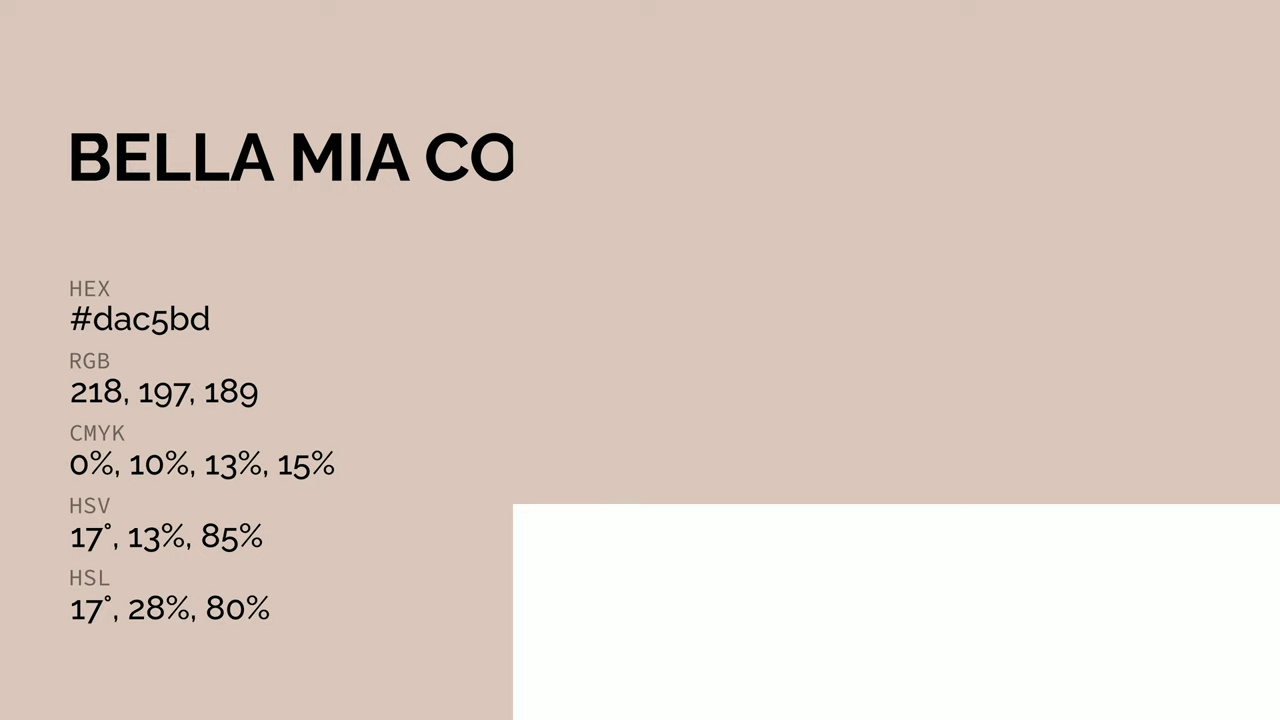 BELLA MIA CO
HEX
#dac5bd
RGB
218, 197, 189
CMYK
0%, 10%, 13%, 15%
HSV
17°, 13%, 85%
HSL
17°, 28%, 80%